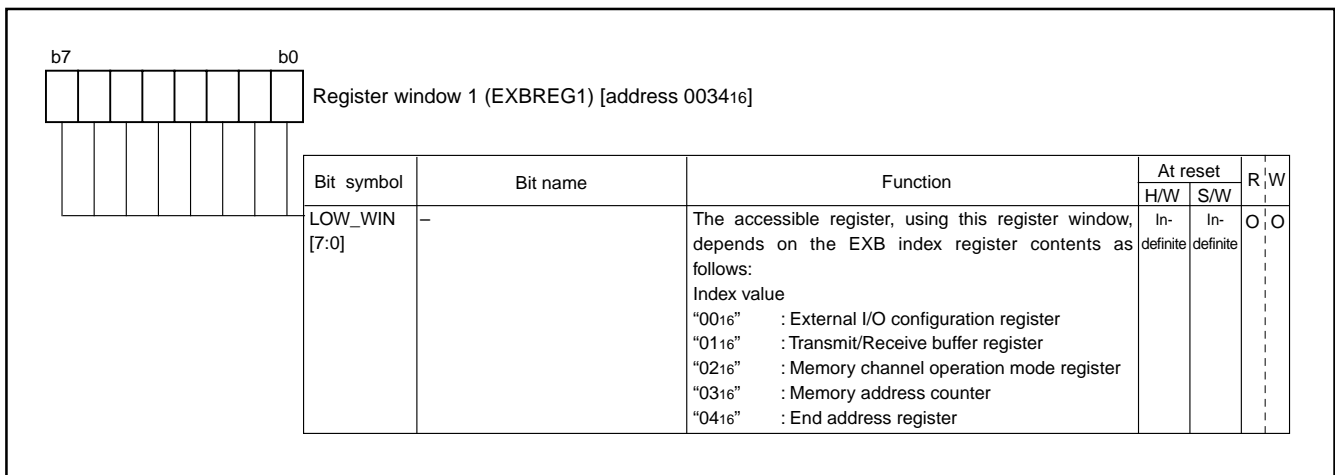 b7 b0
Register window 1 (EXBREG1) [address 003416]
Bit symbol Bit name Function At reset R W
H/W S/W
LOW_WIN – The accessible register, using this register window, In- In- O O
[7:0] depends on the EXB index register contents as definite definite
follows:
Index value
“0016” : External I/O configuration register
“0116” : Transmit/Receive buffer register
“0216” : Memory channel operation mode register
“0316” : Memory address counter
“0416” : End address register